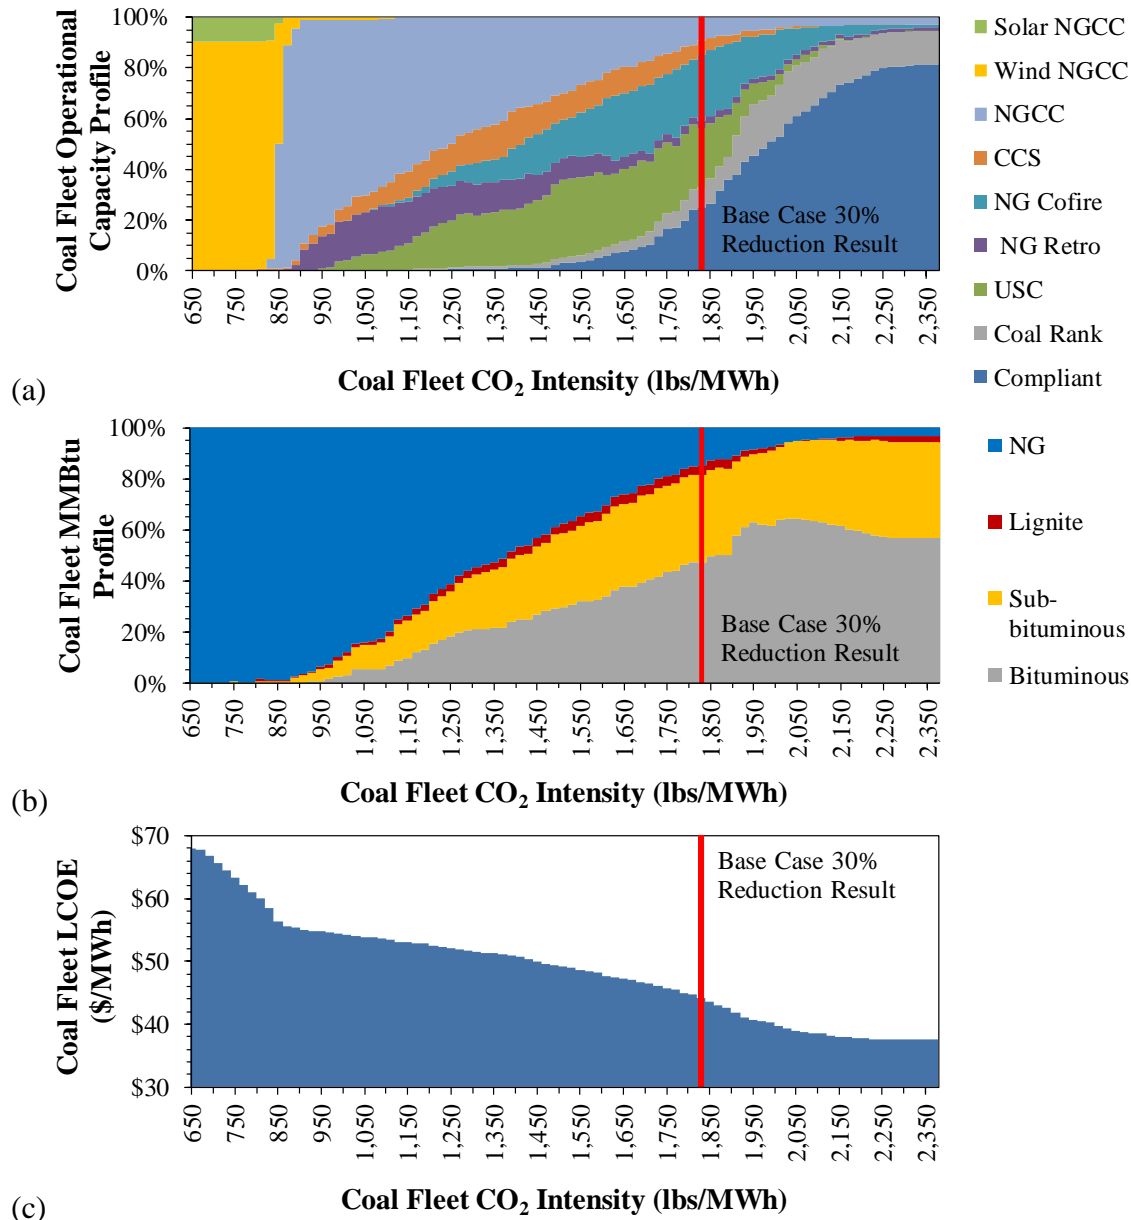 100%
80%
60%
40%
20%
0%
Coal Fleet Operational
Capacity Profile
Base Case 30%
Reduction Result
650
750
850
950
1,050
1,150
1,250
1,350
1,450
1,550
1,650
1,750
1,850
1,950
2,050
2,150
2,250
2,350
(a)
Coal Fleet CO₂ Intensity (lbs/MWh)
Solar NGCC
Wind NGCC
NGCC
CCS
NG Cofire
NG Retro
USC
Coal Rank
Compliant
100%
80%
60%
40%
20%
0%
Coal Fleet MMBtu
Profile
Base Case 30%
Reduction Result
650
750
850
950
1,050
1,150
1,250
1,350
1,450
1,550
1,650
1,750
1,850
1,950
2,050
2,150
2,250
2,350
(b)
Coal Fleet CO₂ Intensity (lbs/MWh)
NG
Lignite
Sub-
bituminous
Bituminous
$70
$60
$50
$40
$30
Coal Fleet LCOE
($/MWh)
Base Case 30%
Reduction Result
650
750
850
950
1,050
1,150
1,250
1,350
1,450
1,550
1,650
1,750
1,850
1,950
2,050
2,150
2,250
2,350
(c)
Coal Fleet CO₂ Intensity (lbs/MWh)